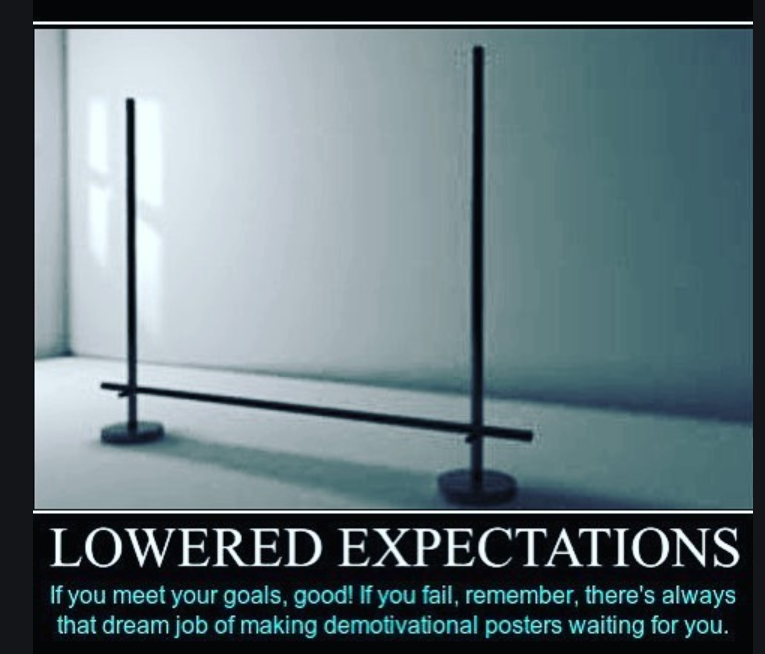 LOWERED EXPECTATIONS
If you meet your goals, good! If you fail, remember, there's always
that dream job of making demotivational posters waiting for you.